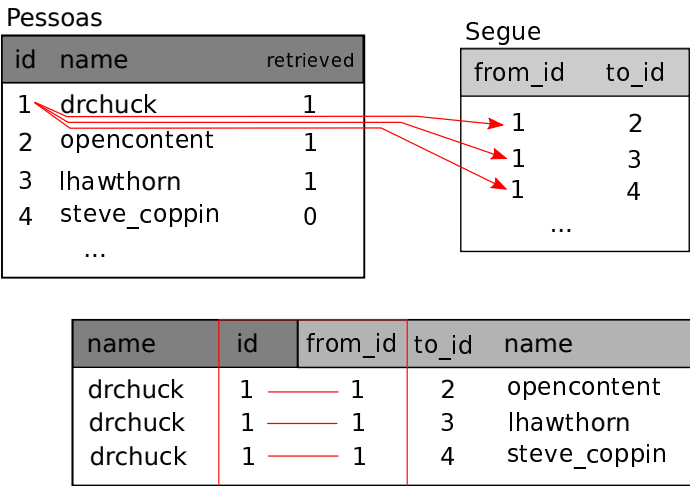 Pessoas
id name retrieved
1 drchuck 1
2 opencontent 1
3 lhawthorn 1
4 steve_coppin 0
...
Segue
from_id to_id
1 2
1 3
1 4
...
name id from_id to_id name
drchuck 1 1 2 opencontent
drchuck 1 1 3 lhawthorn
drchuck 1 1 4 steve_coppin